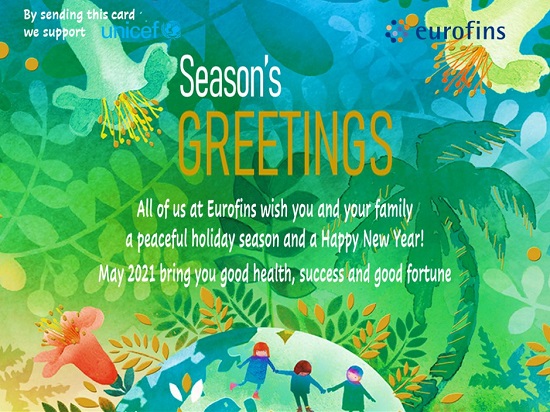 By sending this card
we support unicef
eurofins
Season's
GREETINGS
All of us at Eurofins wish you and your family
a peaceful holiday season and a Happy New Year!
May 2021 bring you good health, success and good fortune